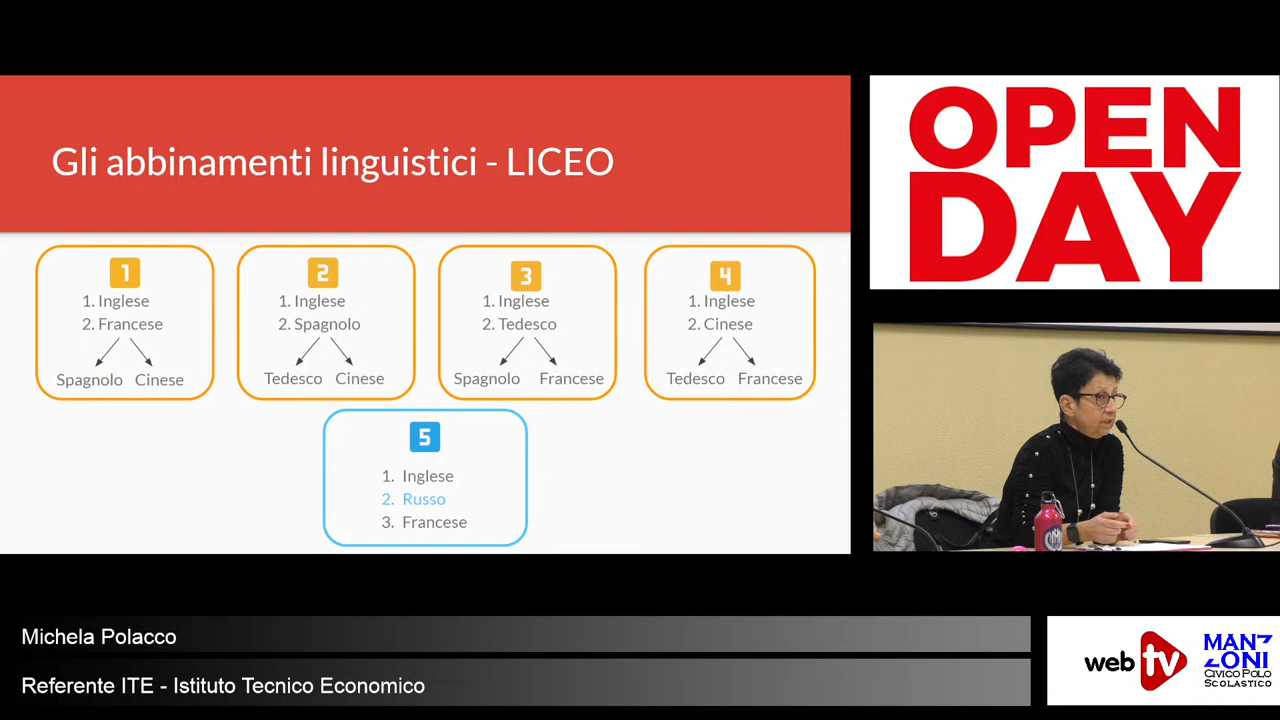 Gli abbinamenti linguistici - LICEO
1
1. Inglese
2. Francese
Spagnolo Cinese
2
1. Inglese
2. Spagnolo
Tedesco Cinese
3
1. Inglese
2. Tedesco
Spagnolo Francese
4
1. Inglese
2. Cinese
Tedesco Francese
5
1. Inglese
2. Russo
3. Francese
OPEN
DAY
Michela Polacco
Referente ITE - Istituto Tecnico Economico
web tv
MANZ
ZONI
CIVICO POLO
SCOLASTICO